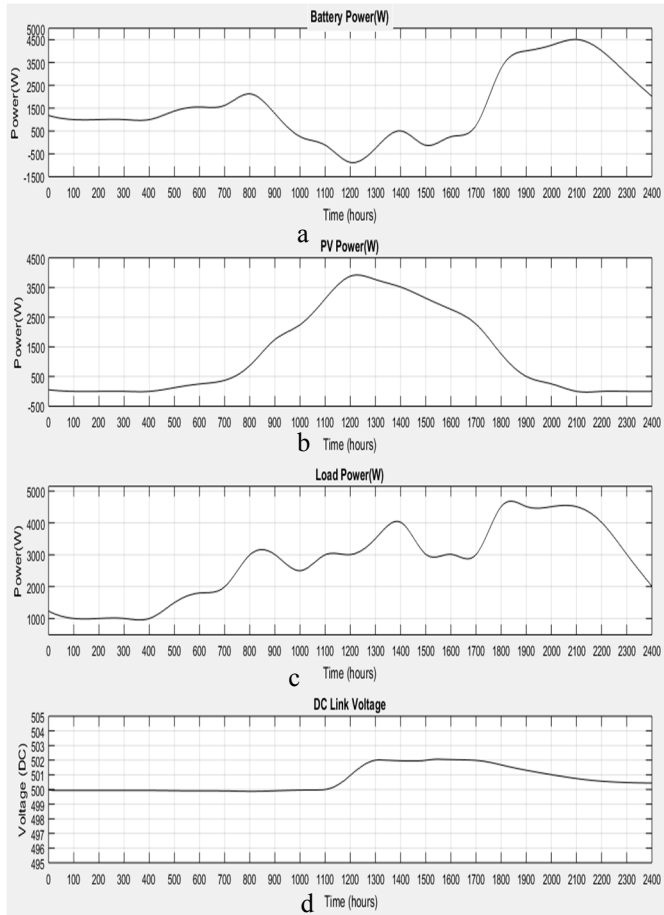 Battery Power(W)
5000
4500
3500
2500
1500
500
-500
-1500
Power(W)
0 100 200 300 400 500 600 700 800 900 1000 1100 1200 1300 1400 1500 1600 1700 1800 1900 2000 2100 2200 2300 2400
Time (hours)
a
PV Power(W)
4500
3500
2500
1500
500
-500
Power(W)
0 100 200 300 400 500 600 700 800 900 1000 1100 1200 1300 1400 1500 1600 1700 1800 1900 2000 2100 2200 2300 2400
b Time (hours)
Load Power(W)
5000
4000
3000
2000
1000
Power(W)
0 100 200 300 400 500 600 700 800 900 1000 1100 1200 1300 1400 1500 1600 1700 1800 1900 2000 2100 2200 2300 2400
c Time (hours)
DC Link Voltage
505
504
503
502
501
500
499
498
497
496
495
Voltage (DC)
0 100 200 300 400 500 600 700 800 900 1000 1100 1200 1300 1400 1500 1600 1700 1800 1900 2000 2100 2200 2300 2400
d Time (hours)